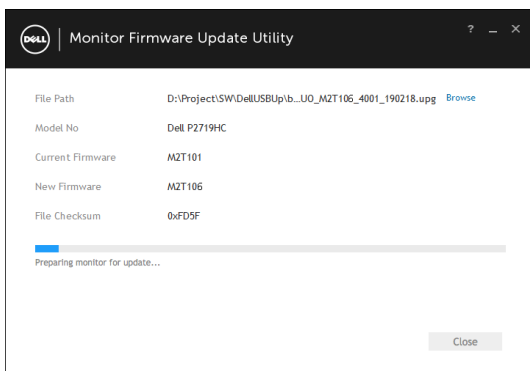 DELL Monitor Firmware Update Utility ? _ ×
File Path D:\Project\SW\DellUSBUp\b...UO_M2T106_4001_190218.upg Browse
Model No Dell P2719HC
Current Firmware M2T101
New Firmware M2T106
File Checksum 0xFD5F
Preparing monitor for update...
Close